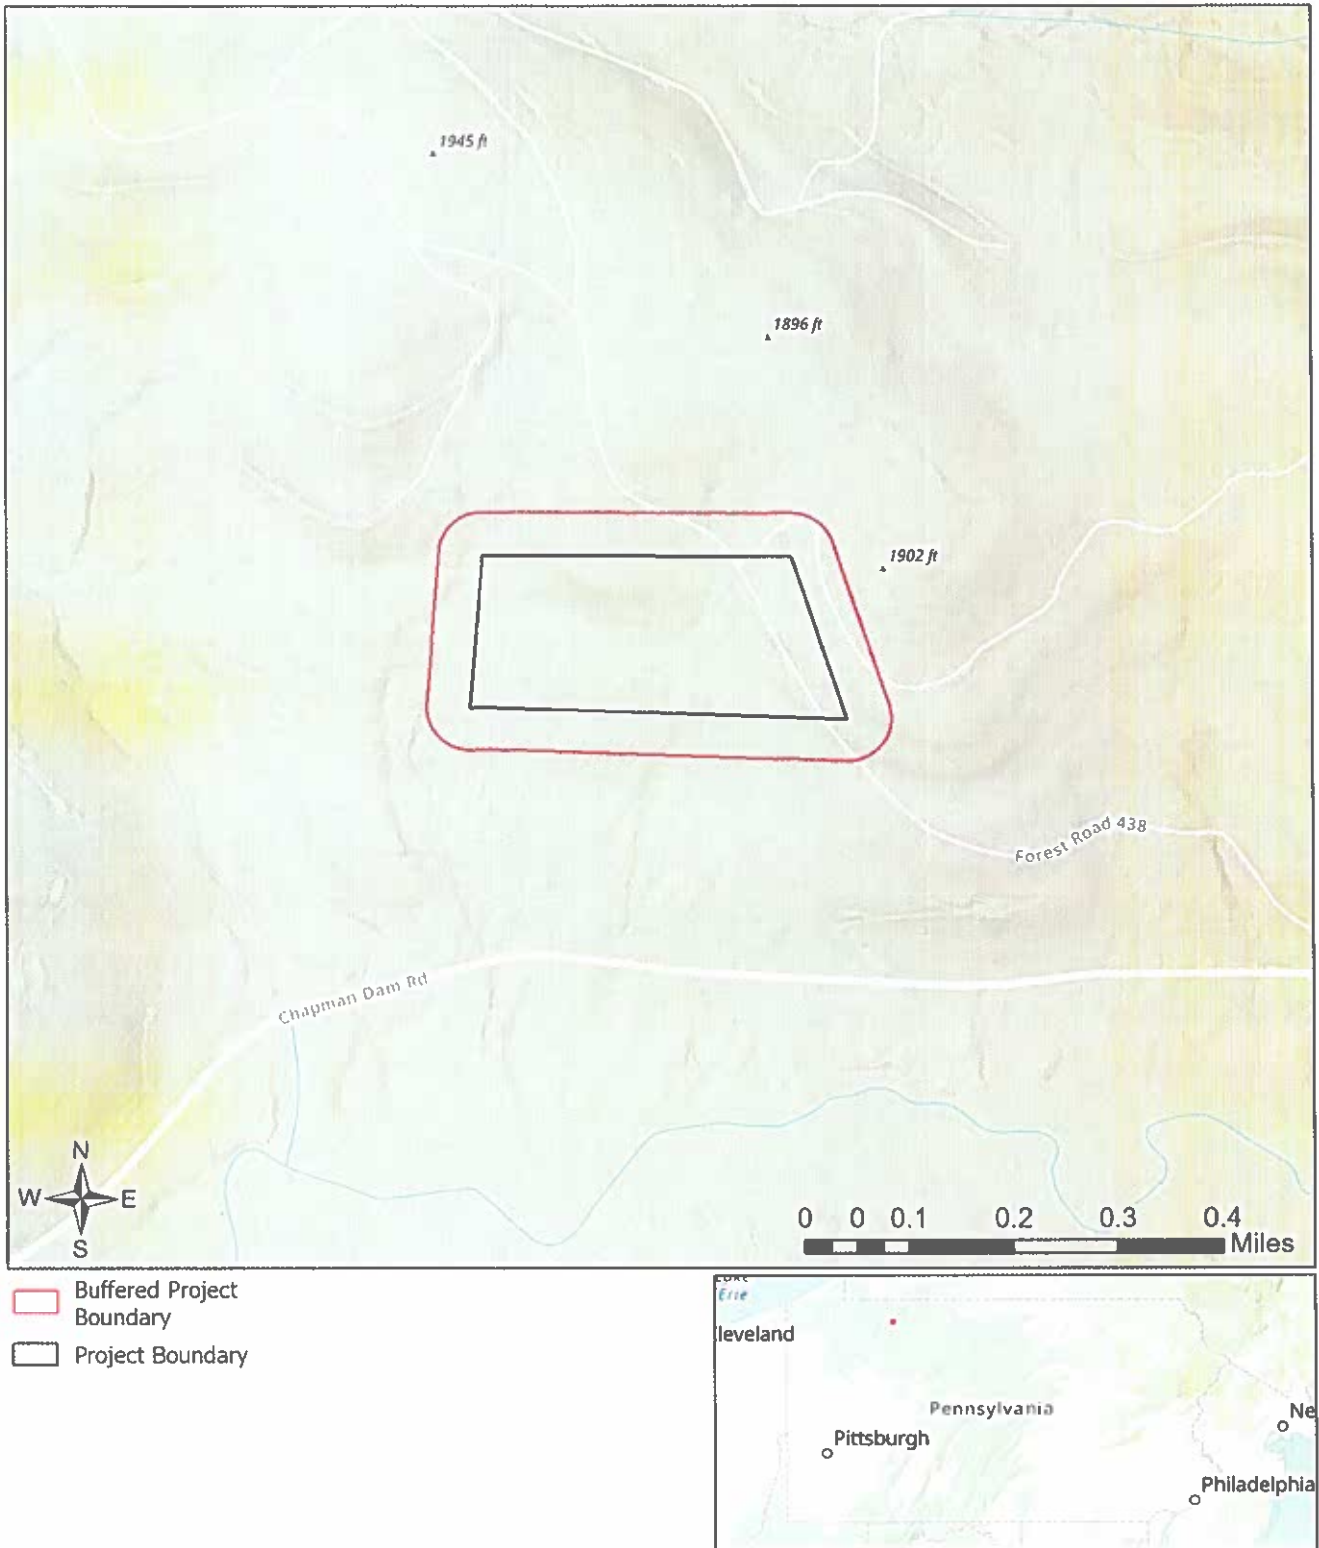 1945 ft
1896 ft
1902 ft
Forest Road 438
Chapman Dam Rd
N
W E
S
0 0 0.1 0.2 0.3 0.4
Miles
Buffered Project
Boundary
Project Boundary
Erie
leveland
Pennsylvania
Ne
Pittsburgh
Philadelphia